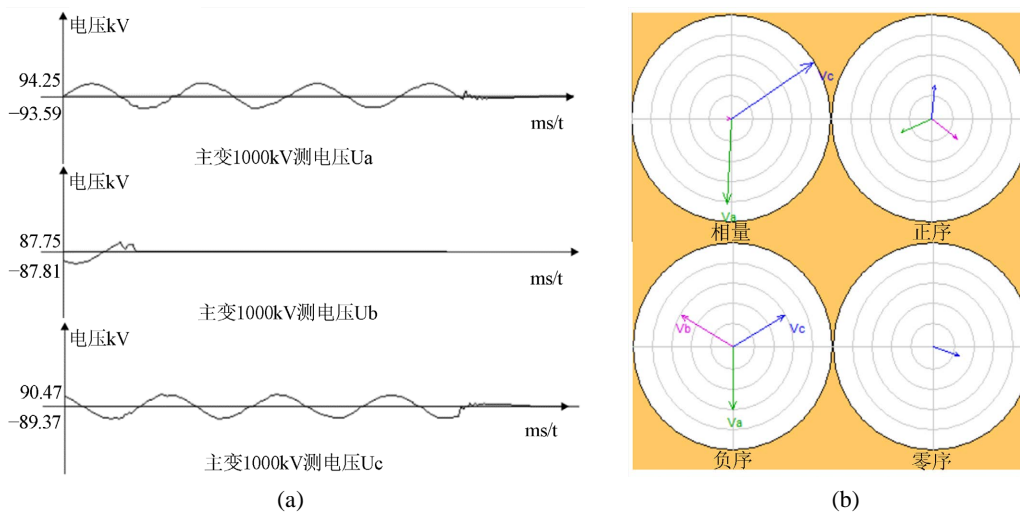 电压kV
94.25
−93.59
ms/t
主变1000kV测电压Ua
电压kV
87.75
−87.81
ms/t
主变1000kV测电压Ub
电压kV
90.47
−89.37
ms/t
主变1000kV测电压Uc
(a)
Vc
Va
相量
正序
Vb
Vc
Va
负序
零序
(b)